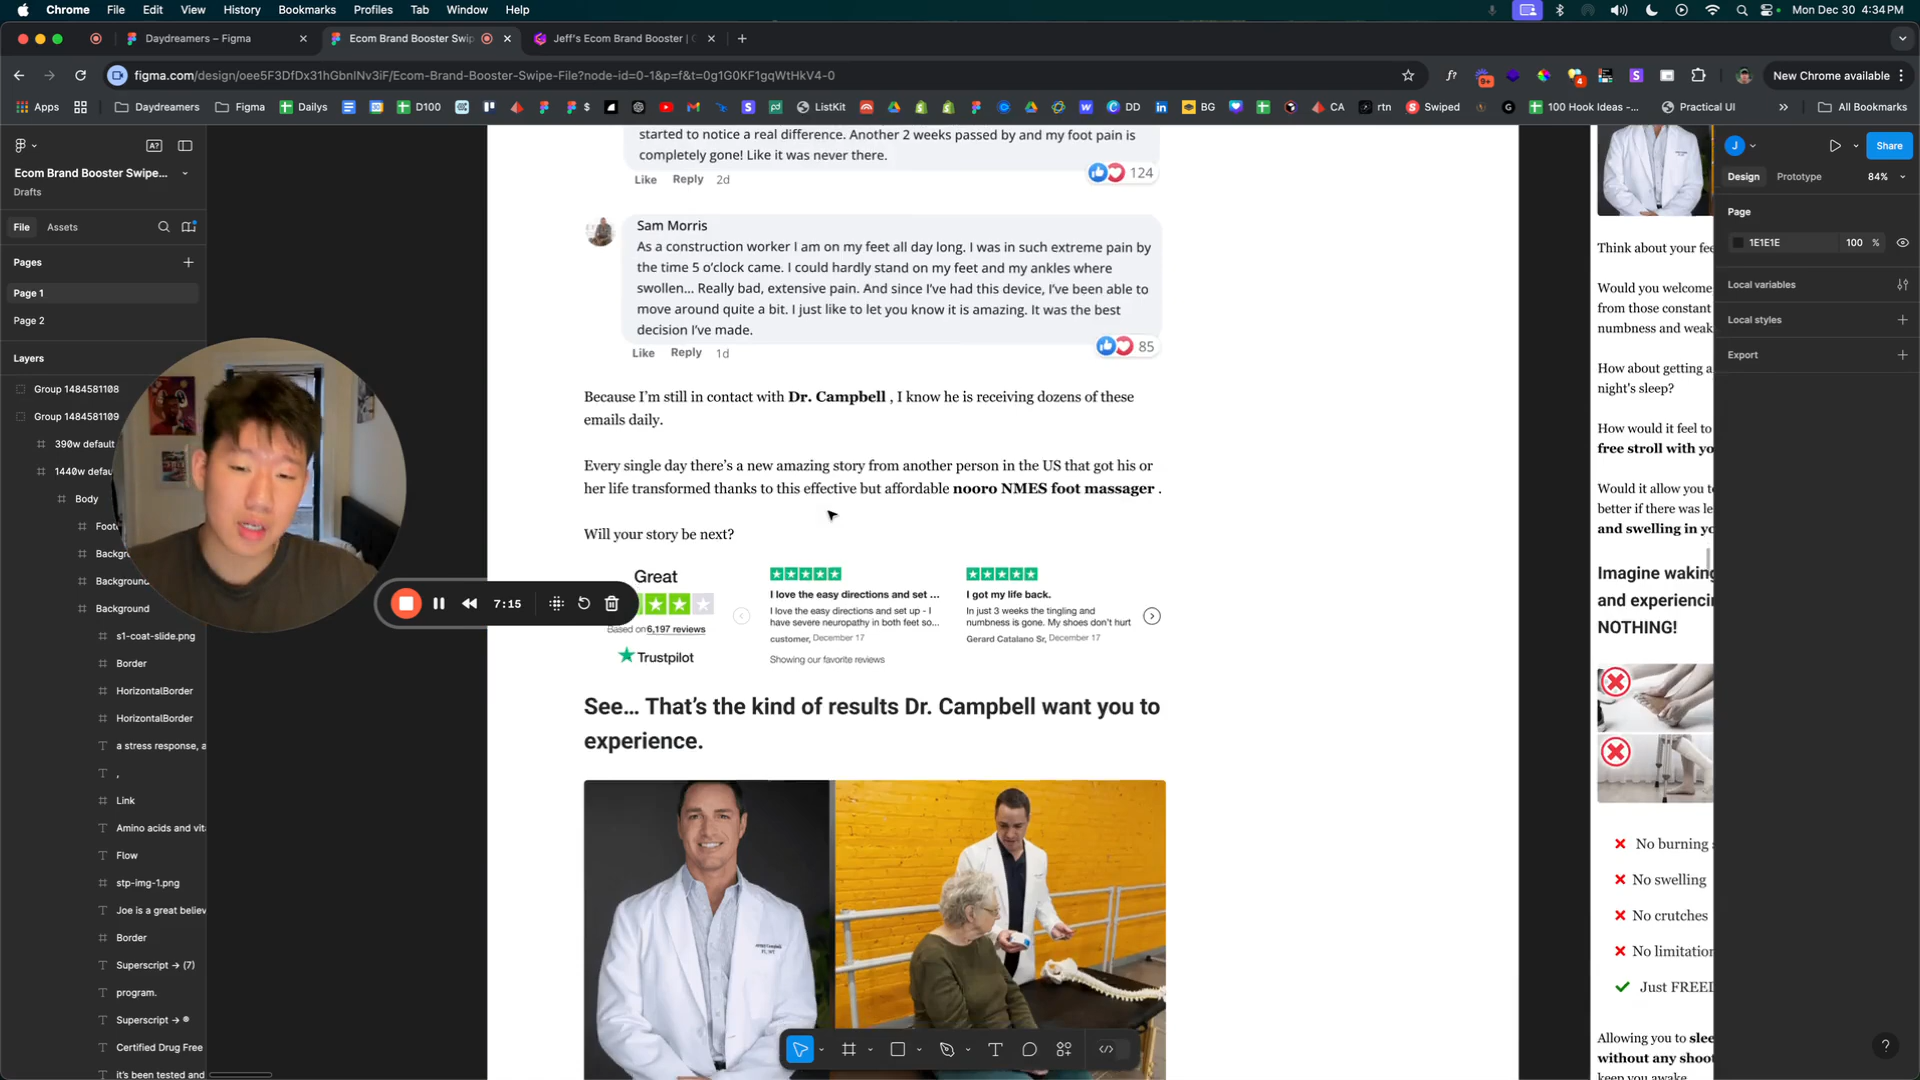 Chrome File Edit View History Bookmarks Profiles Tab Window Help
Mon Dec 30 4:34 PM
Daydreamers – Figma
Ecom Brand Booster Swip
Jeff's Ecom Brand Booster |
figma.com/design/oee5F3DfDx31hGbnlNv3iF/Ecom-Brand-Booster-Swipe-File?node-id=0-1&p=f&t=0g1G0KF1gqWtHkV4-0
New Chrome available
Apps Daydreamers Figma Dailys D100 $ ListKit DD BG CA rtn Swiped 100 Hook Ideas -... Practical UI » All Bookmarks
Ecom Brand Booster Swipe...
Drafts
File Assets
Pages
Page 1
Page 2
Layers
Group 1484581108
Group 1484581109
390w default
1440w defau
Body
Foot
Backgr
Background
Background
s1-coat-slide.png
Border
HorizontalBorder
HorizontalBorder
a stress response, a
,
Link
Amino acids and vit
Flow
stp-img-1.png
Joe is a great believ
Border
Superscript → (7)
program.
Superscript → ®
Certified Drug Free
it's been tested and
7:15
started to notice a real difference. Another 2 weeks passed by and my foot pain is
completely gone! Like it was never there.
Like Reply 2d
124
Sam Morris
As a construction worker I am on my feet all day long. I was in such extreme pain by
the time 5 o'clock came. I could hardly stand on my feet and my ankles where
swollen... Really bad, extensive pain. And since I've had this device, I've been able to
move around quite a bit. I just like to let you know it is amazing. It was the best
decision I've made.
Like Reply 1d
85
Because I'm still in contact with Dr. Campbell , I know he is receiving dozens of these
emails daily.
Every single day there's a new amazing story from another person in the US that got his or
her life transformed thanks to this effective but affordable nooro NMES foot massager .
Will your story be next?
Great
Based on 6,197 reviews
Trustpilot
I love the easy directions and set ...
I love the easy directions and set up - I
have severe neuropathy in both feet so...
customer, December 17
Showing our favorite reviews
I got my life back.
In just 3 weeks the tingling and
numbness is gone. My shoes don't hurt
Gerard Catalano Sr, December 17
See... That's the kind of results Dr. Campbell want you to
experience.
Think about your fee
Would you welcome
from those constant
numbness and weak
How about getting a
night's sleep?
How would it feel to
free stroll with yo
Would it allow you t
better if there was le
and swelling in yo
Imagine waking
and experiencing
NOTHING!
No burning s
No swelling
No crutches
No limitation
Just FREED
Allowing you to slee
without any shoot
keep you awake
J
Share
Design Prototype 84%
Page
1E1E1E 100 %
Local variables
Local styles
Export
?